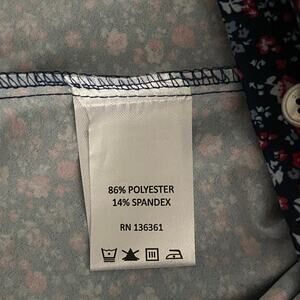 86% POLYESTER
14% SPANDEX
RN 136361